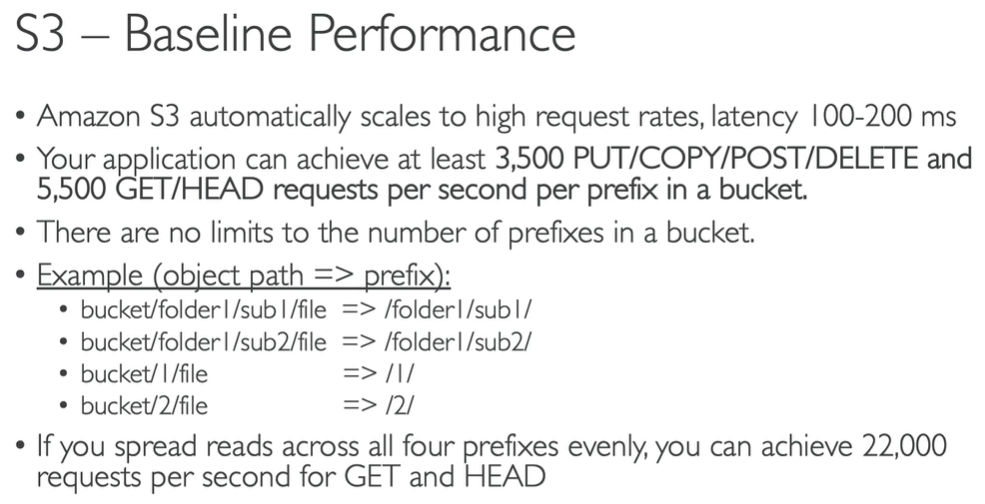 S3 – Baseline Performance
• Amazon S3 automatically scales to high request rates, latency 100-200 ms
• Your application can achieve at least 3,500 PUT/COPY/POST/DELETE and
5,500 GET/HEAD requests per second per prefix in a bucket.
• There are no limits to the number of prefixes in a bucket.
• Example (object path => prefix):
• bucket/folder1/sub1/file => /folder1/sub1/
• bucket/folder1/sub2/file => /folder1/sub2/
• bucket/1/file => /1/
• bucket/2/file => /2/
• If you spread reads across all four prefixes evenly, you can achieve 22,000
requests per second for GET and HEAD